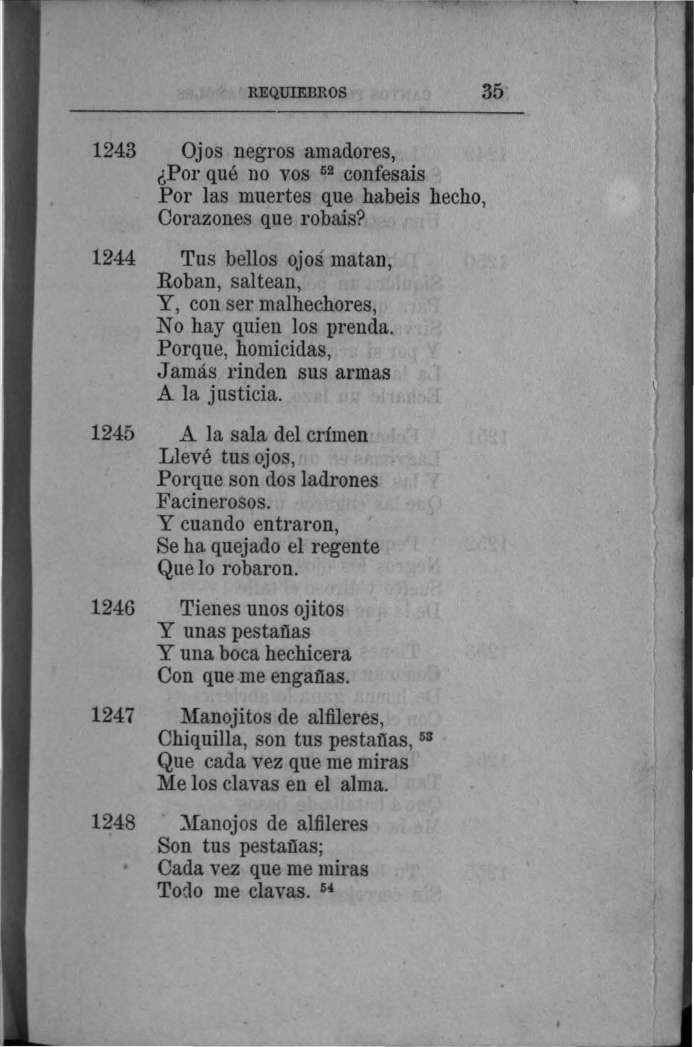 REQUIEBROS 35
1243 Ojos negros amadores,
¿Por qué no vos 52 confesais
Por las muertes que habeis hecho,
Corazones que robais?
1244 Tus bellos ojos matan,
Roban, saltean,
Y, con ser malhechores,
No hay quien los prenda.
Porque, homicidas,
Jamás rinden sus armas
A la justicia.
1245 A la sala del crímen
Llevé tus ojos,
Porque son dos ladrones
Facinerosos.
Y cuando entraron,
Se ha quejado el regente
Que lo robaron.
1246 Tienes unos ojitos
Y unas pestañas
Y una boca hechicera
Con que me engañas.
1247 Manojitos de alfileres,
Chiquilla, son tus pestañas, 53
Que cada vez que me miras
Me los clavas en el alma.
1248 Manojos de alfileres
Son tus pestañas;
Cada vez que me miras
Todo me clavas. 54